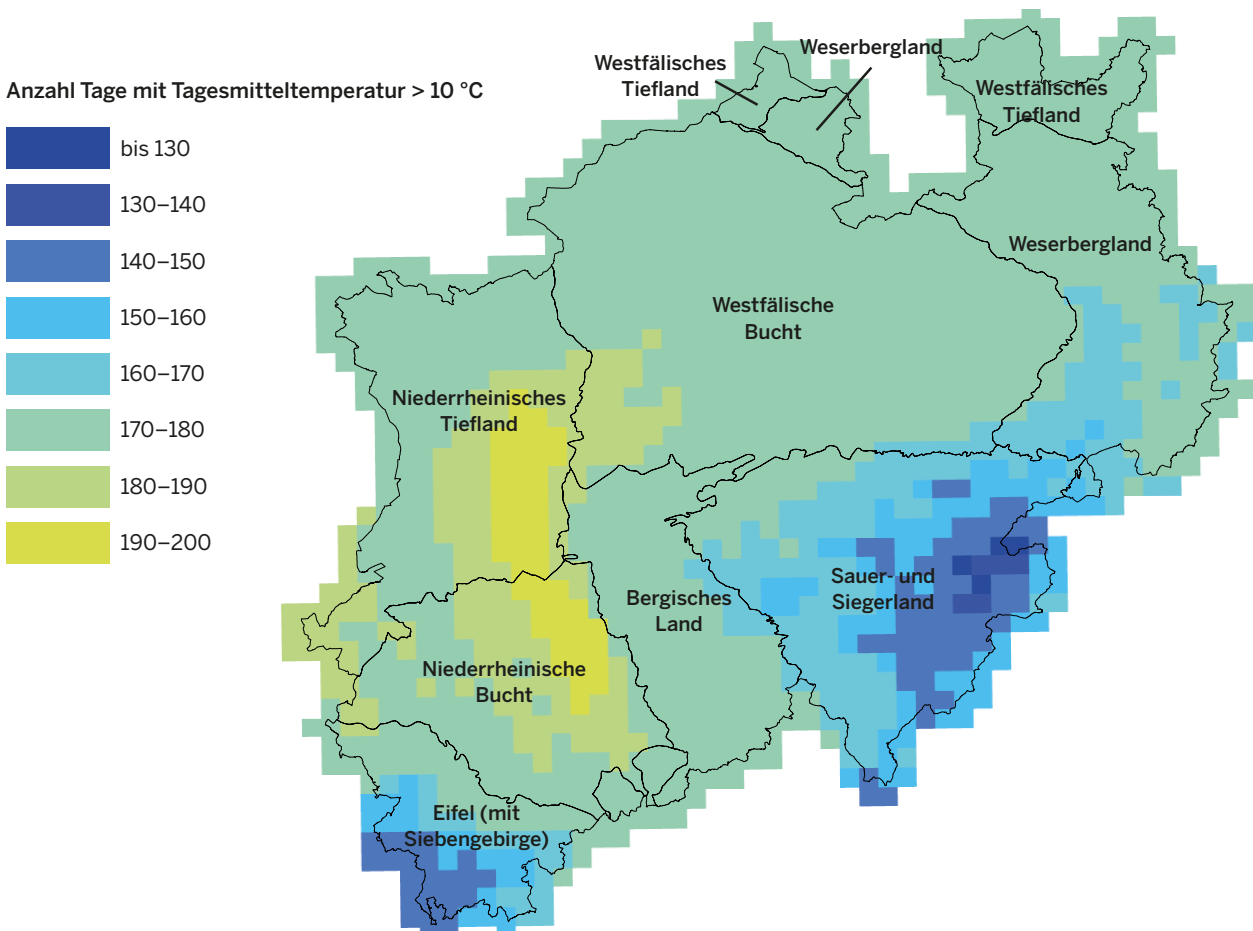 Anzahl Tage mit Tagesmitteltemperatur > 10 °C
bis 130
130–140
140–150
150–160
160–170
170–180
180–190
190–200
Westfälisches
Tiefland
Weserbergland
Westfälisches
Tiefland
Weserbergland
Westfälische
Bucht
Niederrheinisches
Tiefland
Sauer- und
Siegerland
Bergisches
Land
Niederrheinische
Bucht
Eifel (mit
Siebengebirge)